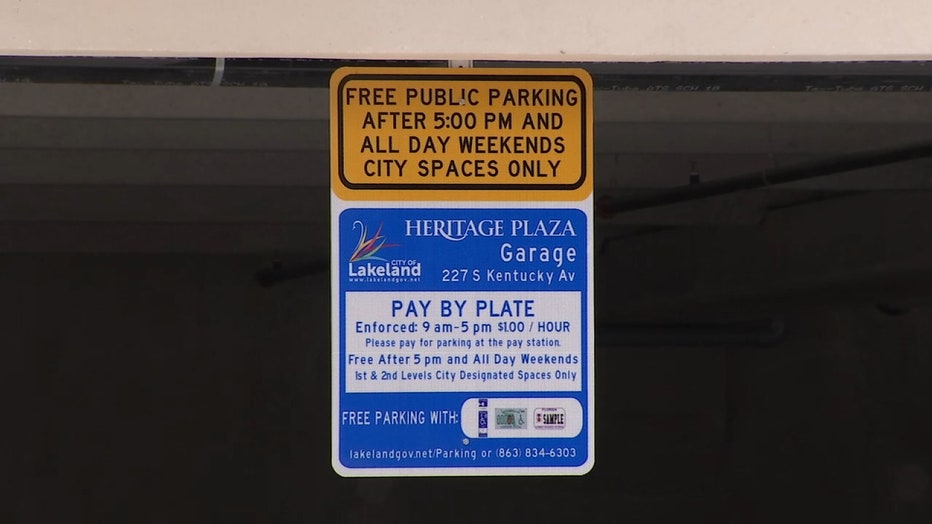 FREE PUBLIC PARKING
AFTER 5:00 PM AND
ALL DAY WEEKENDS
CITY SPACES ONLY
HERITAGE PLAZA
Garage
227 S Kentucky Av
CITY OF
Lakeland
www.lakelandgov.net
PAY BY PLATE
Enforced: 9 am-5 pm $1.00 / HOUR
Please pay for parking at the pay station.
Free After 5 pm and All Day Weekends
1st & 2nd Levels City Designated Spaces Only
FREE PARKING WITH:
SAMPLE
lakelandgov.net/Parking or (863) 834-6303